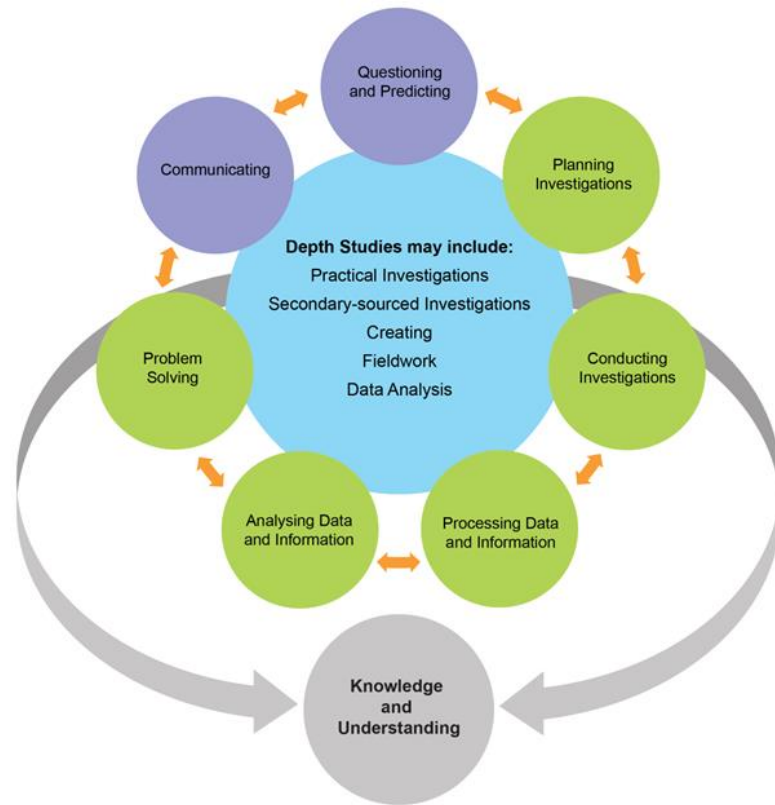 Questioning
and Predicting
Planning
Investigations
Conducting
Investigations
Processing Data
and Information
Analysing Data
and Information
Problem
Solving
Communicating
Depth Studies may include:
Practical Investigations
Secondary-sourced Investigations
Creating
Fieldwork
Data Analysis
Knowledge
and
Understanding